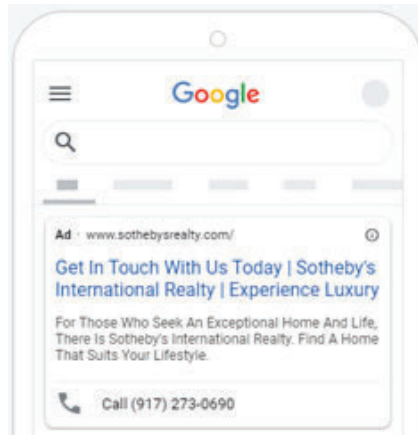 Google
Ad · www.sothebysrealty.com/
Get In Touch With Us Today | Sotheby's
International Realty | Experience Luxury
For Those Who Seek An Exceptional Home And Life,
There Is Sotheby's International Realty. Find A Home
That Suits Your Lifestyle.
Call (917) 273-0690